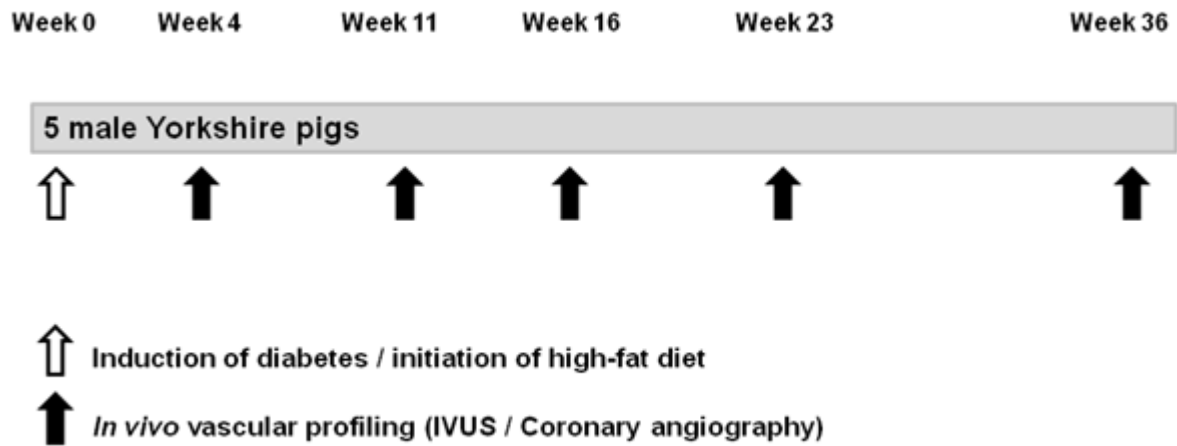 Week 0 Week 4 Week 11 Week 16 Week 23 Week 36
5 male Yorkshire pigs
Induction of diabetes / initiation of high-fat diet
In vivo vascular profiling (IVUS / Coronary angiography)